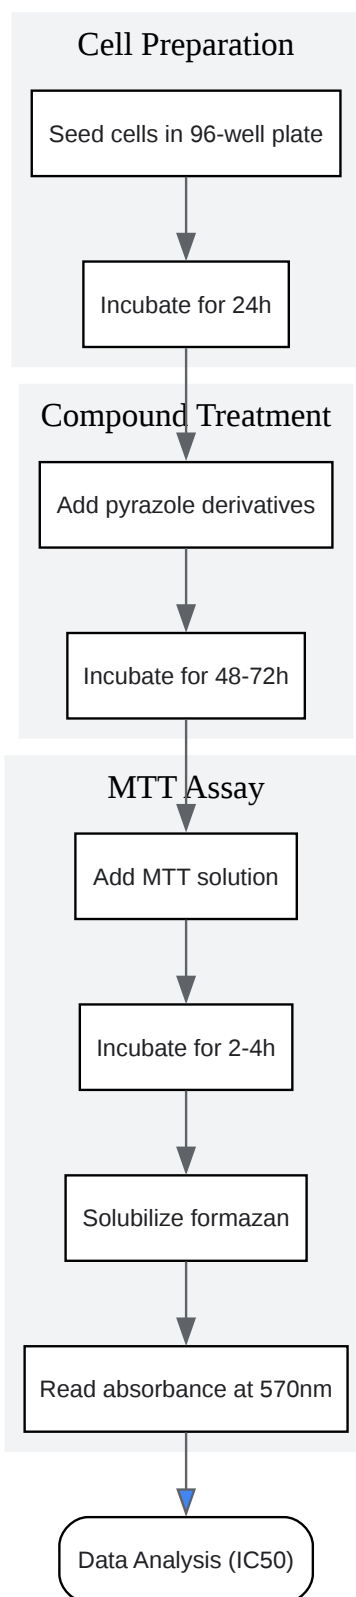 Cell Preparation
Seed cells in 96-well plate
Incubate for 24h
Compound Treatment
Add pyrazole derivatives
Incubate for 48-72h
MTT Assay
Add MTT solution
Incubate for 2-4h
Solubilize formazan
Read absorbance at 570nm
Data Analysis (IC50)